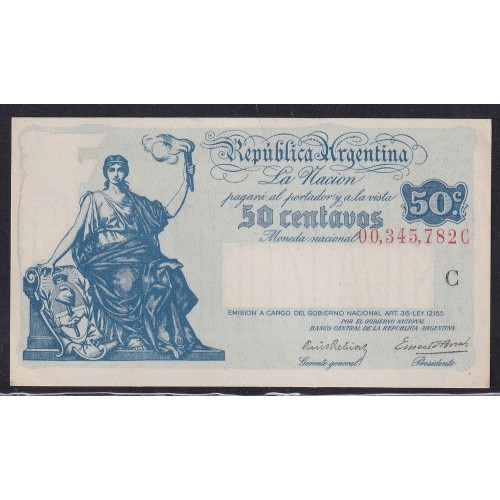 República Argentina
La Nacion
pagará al portador y a la vista
50 centavos
50c.
Moneda nacional
00,345,782C
C
EMISION A CARGO DEL GOBIERNO NACIONAL ART. 36-LEY 12155
POR EL GOBIERNO NACIONAL
BANCO CENTRAL DE LA REPUBLICA ARGENTINA
Gerente general
Presidente